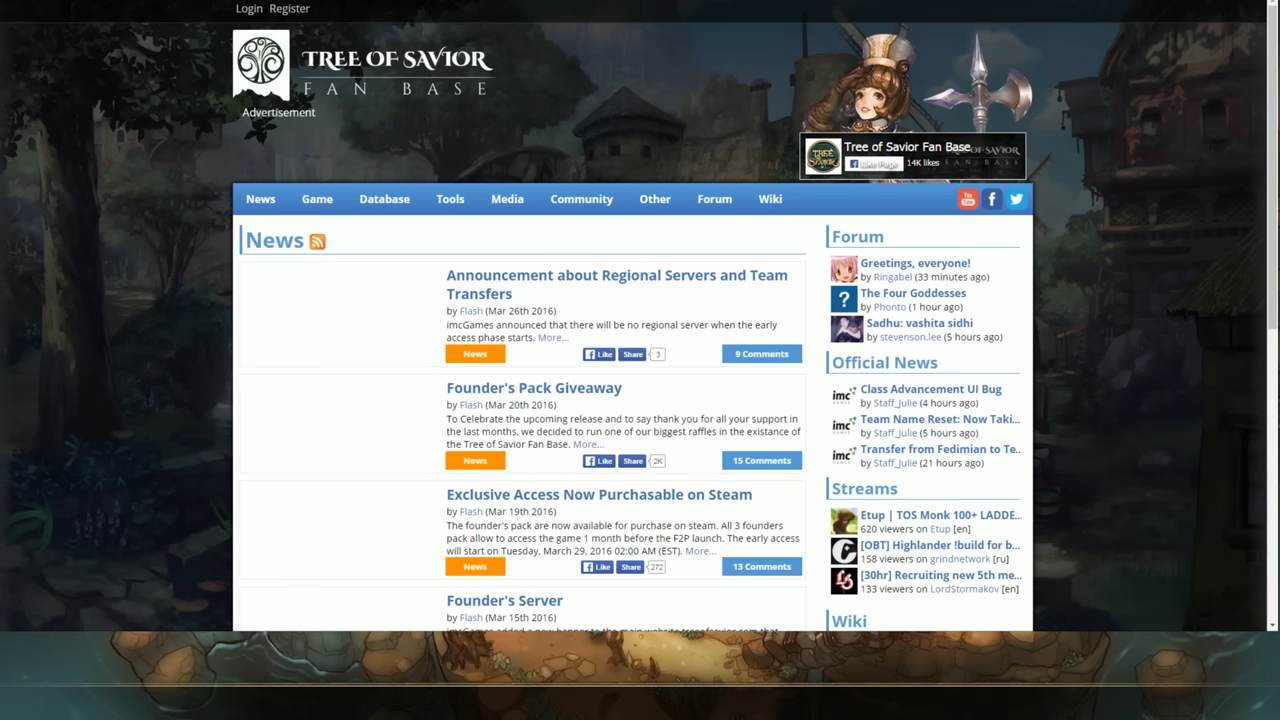 Login Register
TREE OF SAVIOR
FAN BASE
Advertisement
Tree of Savior Fan Base
Like Page 14K likes
News Game Database Tools Media Community Other Forum Wiki
News
Announcement about Regional Servers and Team
Transfers
by Flash (Mar 26th 2016)
imcGames announced that there will be no regional server when the early
access phase starts. More...
News Like Share 3 9 Comments
Founder's Pack Giveaway
by Flash (Mar 20th 2016)
To Celebrate the upcoming release and to say thank you for all your support in
the last months, we decided to run one of our biggest raffles in the existance of
the Tree of Savior Fan Base. More...
News Like Share 2K 15 Comments
Exclusive Access Now Purchasable on Steam
by Flash (Mar 19th 2016)
The founder's pack are now available for purchase on steam. All 3 founders
pack allow to access the game 1 month before the F2P launch. The early access
will start on Tuesday, March 29, 2016 02:00 AM (EST). More...
News Like Share 272 13 Comments
Founder's Server
by Flash (Mar 15th 2016)
Forum
Greetings, everyone!
by Ringabel (33 minutes ago)
The Four Goddesses
by Phonto (1 hour ago)
Sadhu: vashita sidhi
by stevenson.lee (5 hours ago)
Official News
imc Class Advancement UI Bug
by Staff_Julie (4 hours ago)
imc Team Name Reset: Now Taki...
by Staff_Julie (5 hours ago)
imc Transfer from Fedimian to Te..
by Staff_Julie (21 hours ago)
Streams
Etup | TOS Monk 100+ LADDE...
620 viewers on Etup [en]
[OBT] Highlander !build for b...
158 viewers on grindnetwork [ru]
[30hr] Recruiting new 5th me...
133 viewers on LordStormakov [en]
Wiki